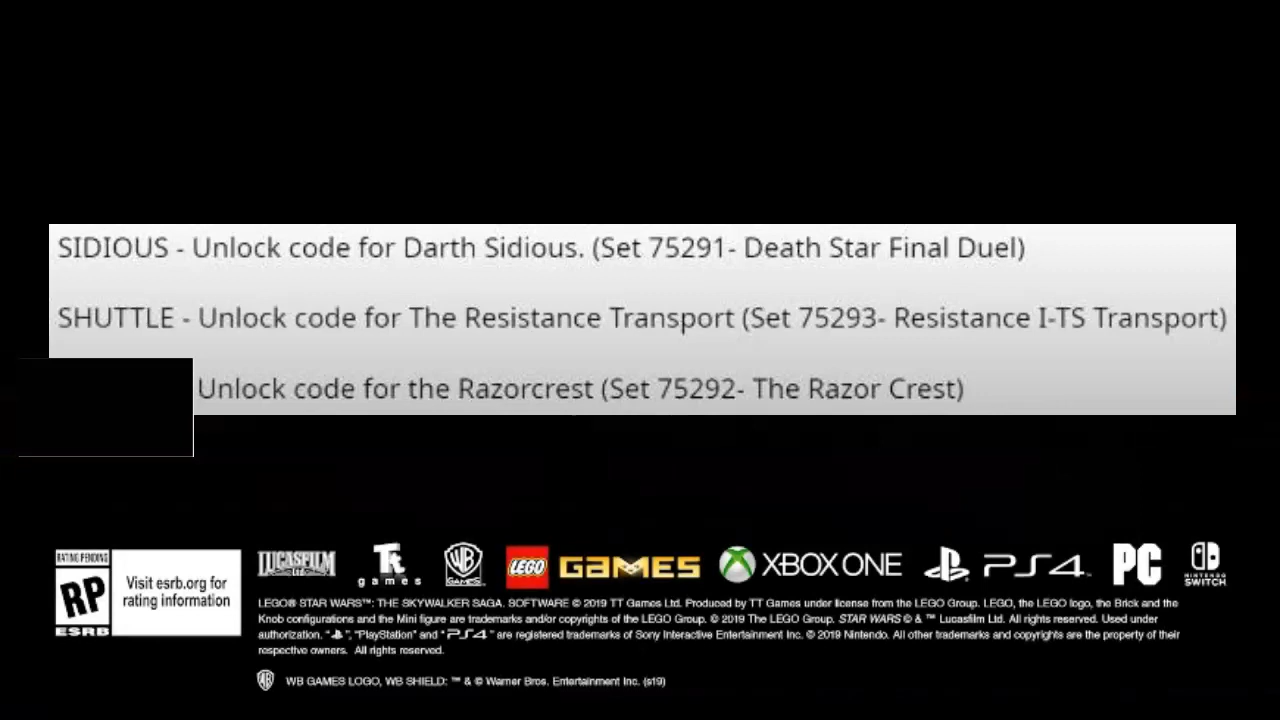 SIDIOUS - Unlock code for Darth Sidious. (Set 75291- Death Star Final Duel)
SHUTTLE - Unlock code for The Resistance Transport (Set 75293- Resistance I-TS Transport)
Unlock code for the Razorcrest (Set 75292- The Razor Crest)
RATING PENDING
RP
ESRB
Visit esrb.org for
rating information
LUCASFILM
Ltd.
Tt
games
WB
GAMES
LEGO GAMES
XBOX ONE
PS4
PC
NINTENDO
SWITCH
LEGO® STAR WARS™: THE SKYWALKER SAGA. SOFTWARE © 2019 TT Games Ltd. Produced by TT Games under license from the LEGO Group. LEGO, the LEGO logo, the Brick and the
Knob configurations and the Mini figure are trademarks and/or copyrights of the LEGO Group. © 2019 The LEGO Group. STAR WARS © & ™ Lucasfilm Ltd. All rights reserved. Used under
authorization. "", "PlayStation" and "PS4" are registered trademarks of Sony Interactive Entertainment Inc. © 2019 Nintendo. All other trademarks and copyrights are the property of their
respective owners. All rights reserved.
WB GAMES LOGO, WB SHIELD: ™ & © Warner Bros. Entertainment Inc. (s19)